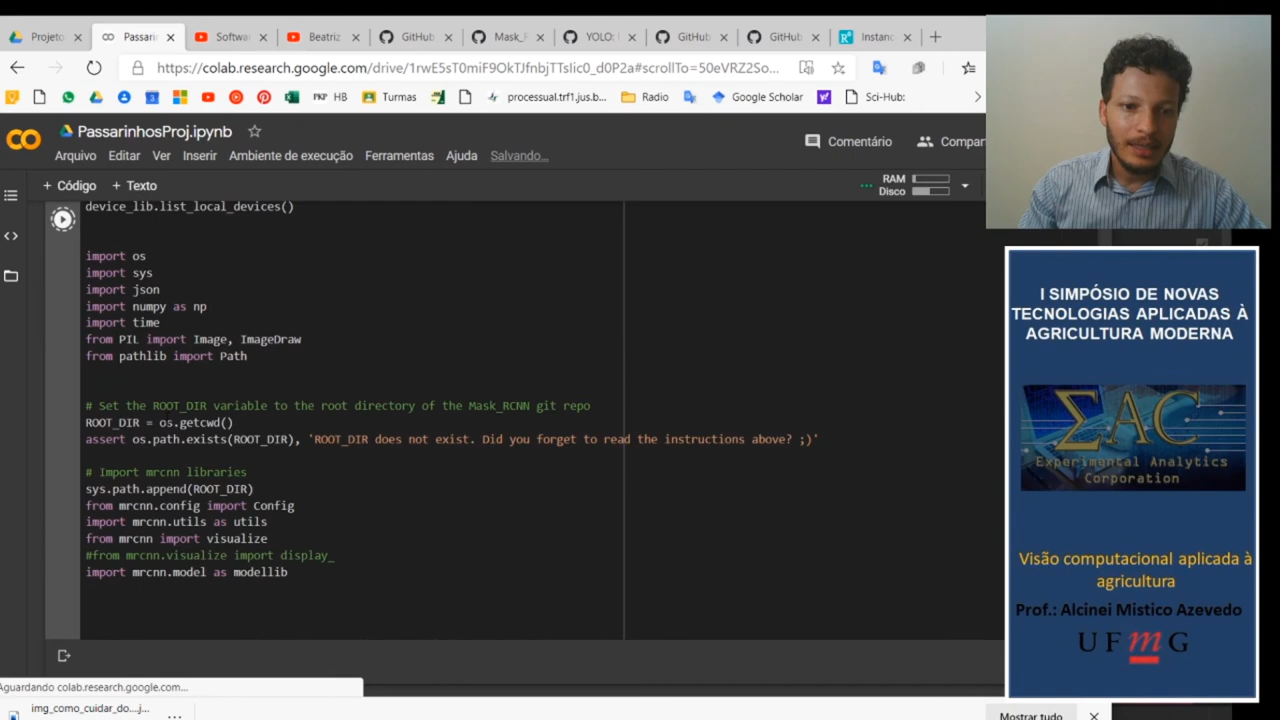 Projeto
Passari
Softwa
Beatriz
GitHub
Mask_F
YOLO:
GitHub
GitHub
Instanc
https://colab.research.google.com/drive/1rwE5sT0miF9OkTJfnbjTTsIic0_d0P2a#scrollTo=50eVRZ2So...
PKP HB
Turmas
processual.trf1.jus.b...
Radio
Google Scholar
Sci-Hub:
PassarinhosProj.ipynb
Comentário
Compar
Arquivo Editar Ver Inserir Ambiente de execução Ferramentas Ajuda Salvando...
+ Código + Texto
RAM
Disco
device_lib.list_local_devices()
import os
import sys
import json
import numpy as np
import time
from PIL import Image, ImageDraw
from pathlib import Path
# Set the ROOT_DIR variable to the root directory of the Mask_RCNN git repo
ROOT_DIR = os.getcwd()
assert os.path.exists(ROOT_DIR), 'ROOT_DIR does not exist. Did you forget to read the instructions above? ;)'
# Import mrcnn libraries
sys.path.append(ROOT_DIR)
from mrcnn.config import Config
import mrcnn.utils as utils
from mrcnn import visualize
#from mrcnn.visualize import display_
import mrcnn.model as modellib
Aguardando colab.research.google.com...
img_como_cuidar_do....j...
Mostrar tudo
I SIMPÓSIO DE NOVAS
TECNOLOGIAS APLICADAS À
AGRICULTURA MODERNA
ΣAC
Experimental Analytics
Corporation
Visão computacional aplicada à
agricultura
Prof.: Alcinei Mistico Azevedo
UFmG